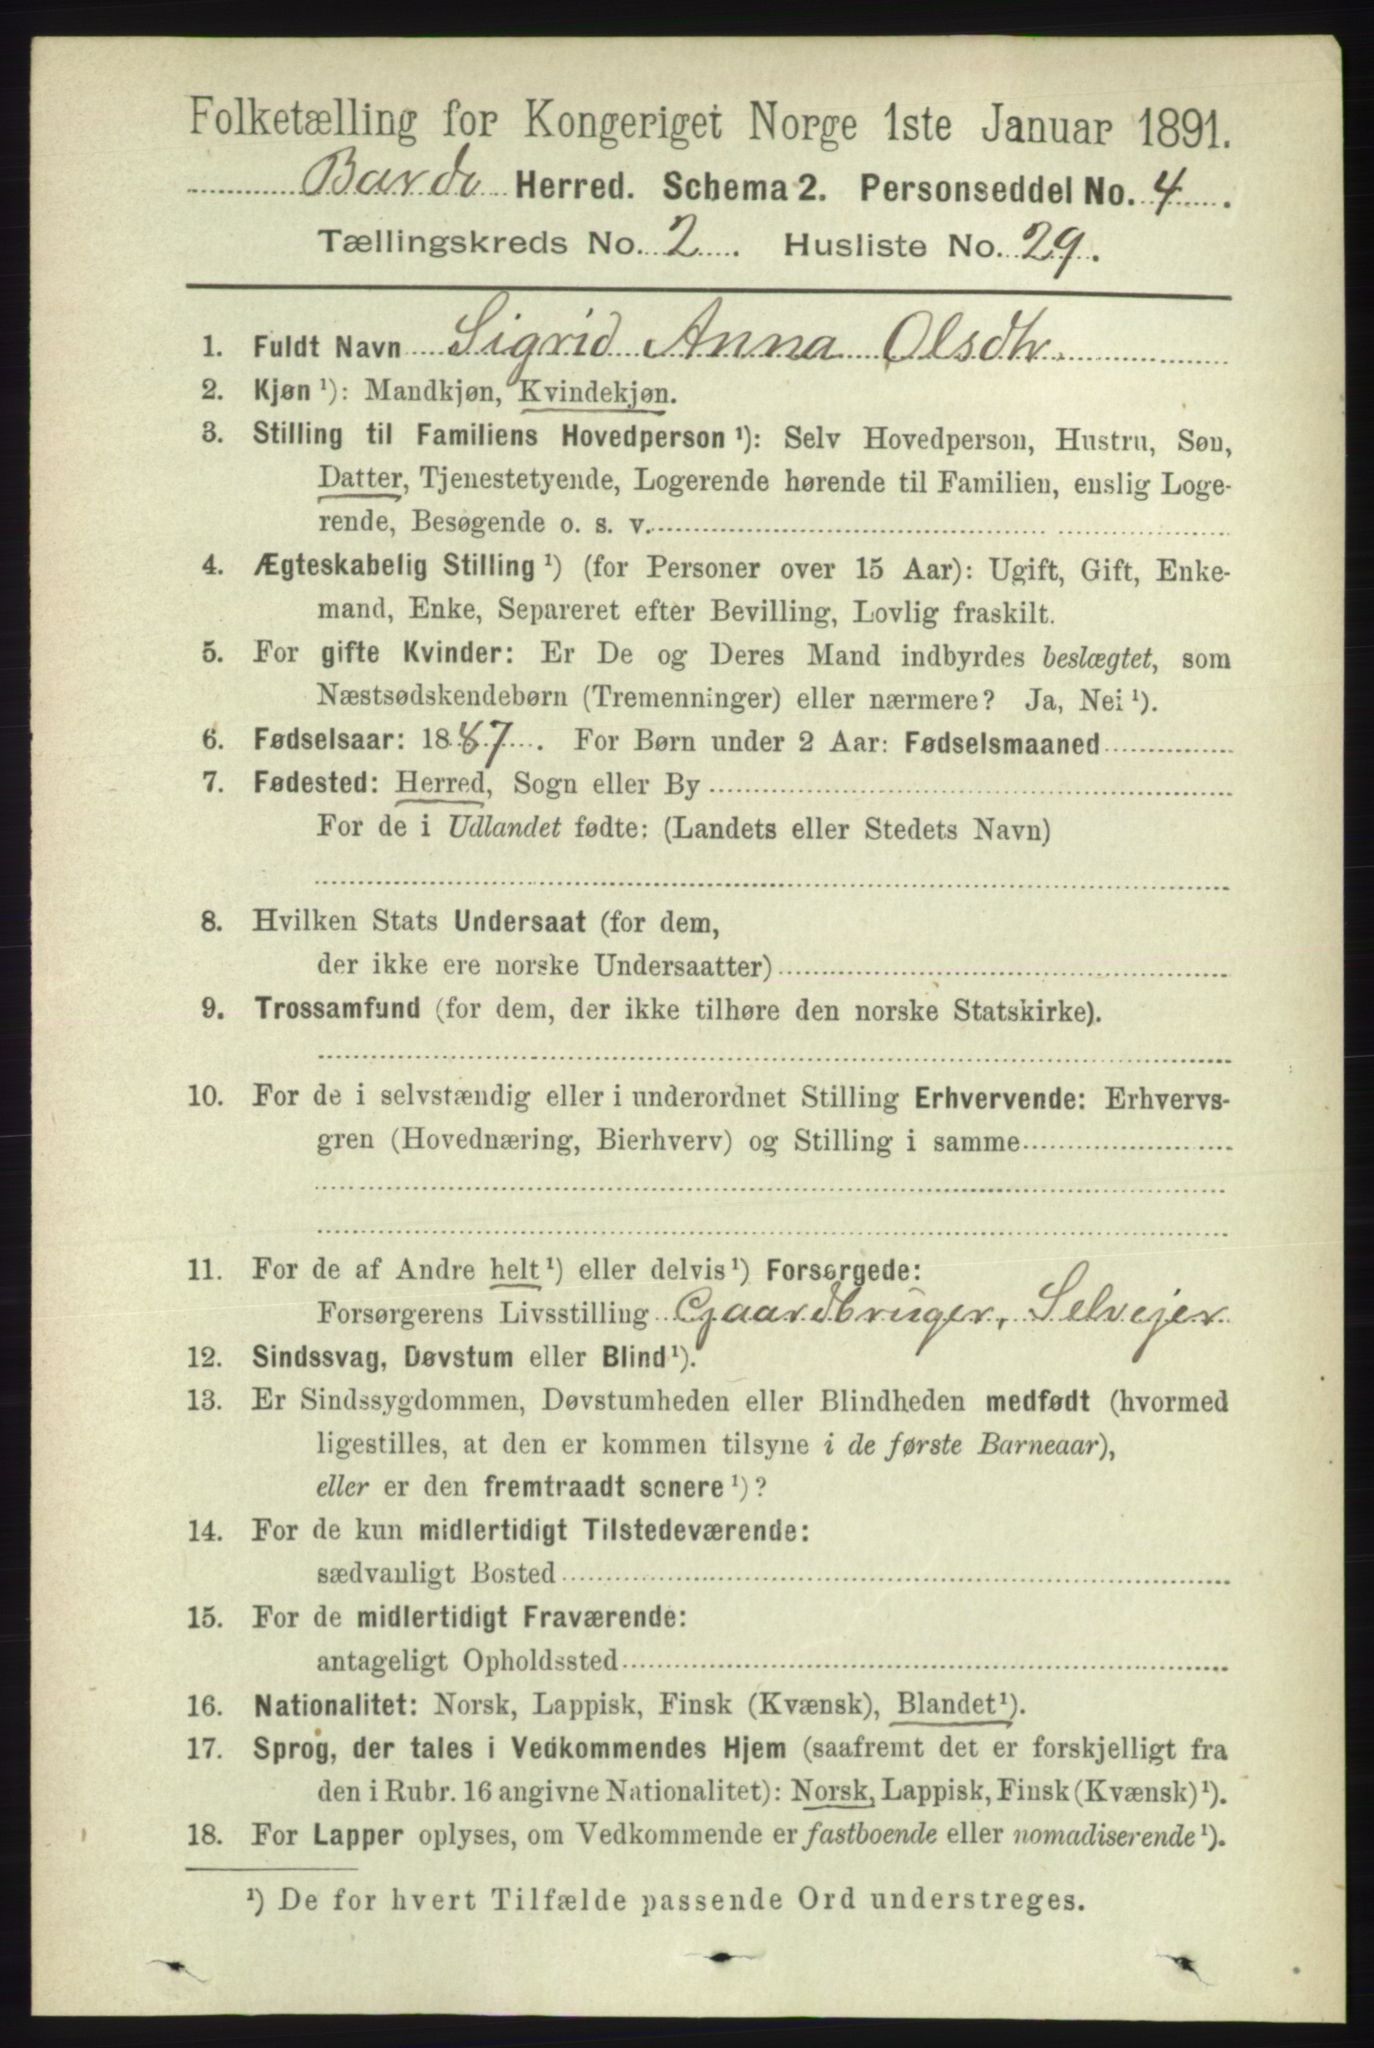 Folketælling for Kongeriget Norge 1ste Januar 1891.
Bardo Herred. Schema 2. Personseddel No. 4.
Tællingskreds No. 2. Husliste No. 29.
1. Fuldt Navn Sigrid Anna Olsdtr.
2. Kjøn ¹): Mandkjøn, Kvindekjøn.
3. Stilling til Familiens Hovedperson ¹): Selv Hovedperson, Hustru, Søn,
Datter, Tjenestetyende, Logerende hørende til Familien, enslig Loge-
rende, Besøgende o. s. v.
4. Ægteskabelig Stilling ¹) (for Personer over 15 Aar): Ugift, Gift, Enke-
mand, Enke, Separeret efter Bevilling, Lovlig fraskilt.
5. For gifte Kvinder: Er De og Deres Mand indbyrdes beslægtet, som
Næstsødskendebørn (Tremenninger) eller nærmere? Ja, Nei ¹).
6. Fødselsaar: 1887. For Børn under 2 Aar: Fødselsmaaned
7. Fødested: Herred, Sogn eller By
For de i Udlandet fødte: (Landets eller Stedets Navn)
8. Hvilken Stats Undersaat (for dem,
der ikke ere norske Undersaatter)
9. Trossamfund (for dem, der ikke tilhøre den norske Statskirke).
10. For de i selvstændig eller i underordnet Stilling Erhvervende: Erhvervs-
gren (Hovednæring, Bierhverv) og Stilling i samme
11. For de af Andre helt ¹) eller delvis ¹) Forsørgede:
Forsørgerens Livsstilling Gaardbruger, Selvejer
12. Sindssvag, Døvstum eller Blind ¹).
13. Er Sindssygdommen, Døvstumheden eller Blindheden medfødt (hvormed
ligestilles, at den er kommen tilsyne i de første Barneaar),
eller er den fremtraadt senere ¹)?
14. For de kun midlertidigt Tilstedeværende:
sædvanligt Bosted
15. For de midlertidigt Fraværende:
antageligt Opholdssted
16. Nationalitet: Norsk, Lappisk, Finsk (Kvænsk), Blandet ¹).
17. Sprog, der tales i Vedkommendes Hjem (saafremt det er forskjelligt fra
den i Rubr. 16 angivne Nationalitet): Norsk, Lappisk, Finsk (Kvænsk) ¹).
18. For Lapper oplyses, om Vedkommende er fastboende eller nomadiserende ¹).
¹) De for hvert Tilfælde passende Ord understreges.